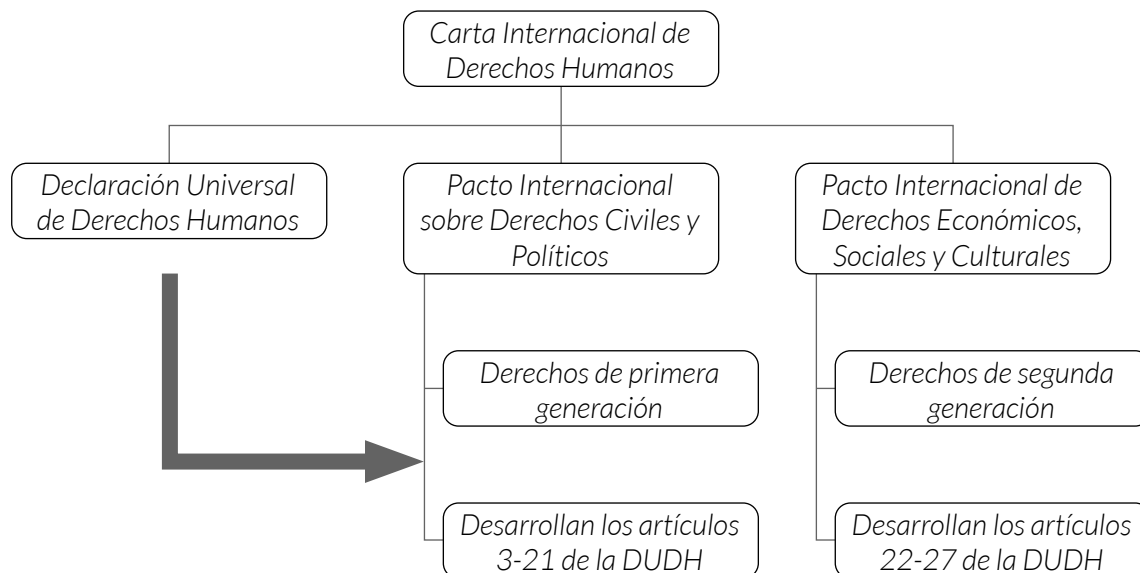 Carta Internacional de
Derechos Humanos
Declaración Universal
de Derechos Humanos
Pacto Internacional
sobre Derechos Civiles y
Políticos
Pacto Internacional de
Derechos Económicos,
Sociales y Culturales
Derechos de primera
generación
Derechos de segunda
generación
Desarrollan los artículos
3-21 de la DUDH
Desarrollan los artículos
22-27 de la DUDH